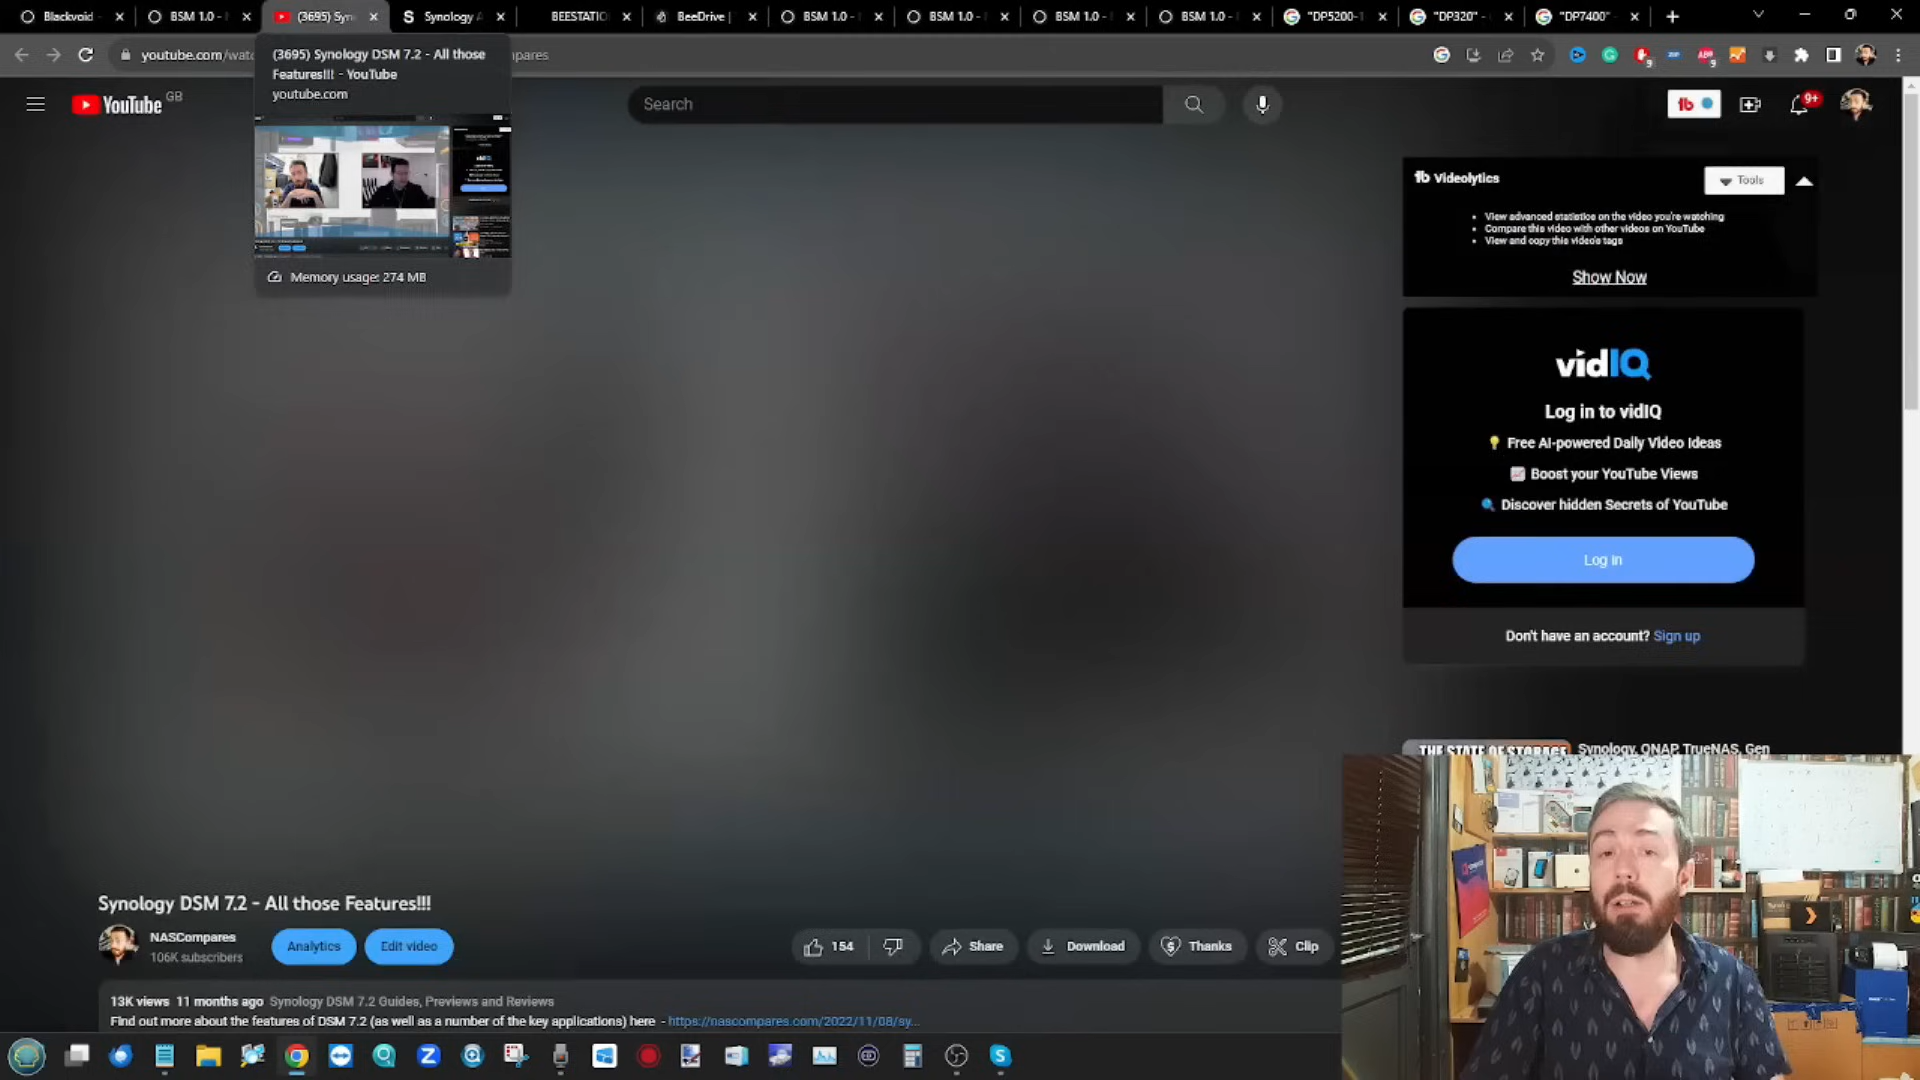 Blackvoid -
BSM 1.0 -
(3695) Syn
Synology
BEESTATIO
BeeDrive |
BSM 1.0 -
BSM 1.0 -
BSM 1.0 -
BSM 1.0 -
"DP5200-
"DP320" -
"DP7400"
youtube.com/watc
pares
(3695) Synology DSM 7.2 - All those
Features!!! - YouTube
youtube.com
Memory usage: 274 MB
YouTube GB
Search
9+
Videolytics
Tools
View advanced statistics on the video you're watching
Compare this video with other videos on YouTube
View and copy this video's tags
Show Now
vidIQ
Log in to vidIQ
Free AI-powered Daily Video Ideas
Boost your YouTube Views
Discover hidden Secrets of YouTube
Log in
Don't have an account? Sign up
THE STATE OF STORAGE
Synology, QNAP, TrueNAS, Gen
Synology DSM 7.2 - All those Features!!!
NASCompares
106K subscribers
Analytics
Edit video
154
Share
Download
Thanks
Clip
13K views 11 months ago Synology DSM 7.2 Guides, Previews and Reviews
Find out more about the features of DSM 7.2 (as well as a number of the key applications) here - https://nascompares.com/2022/11/08/sy...